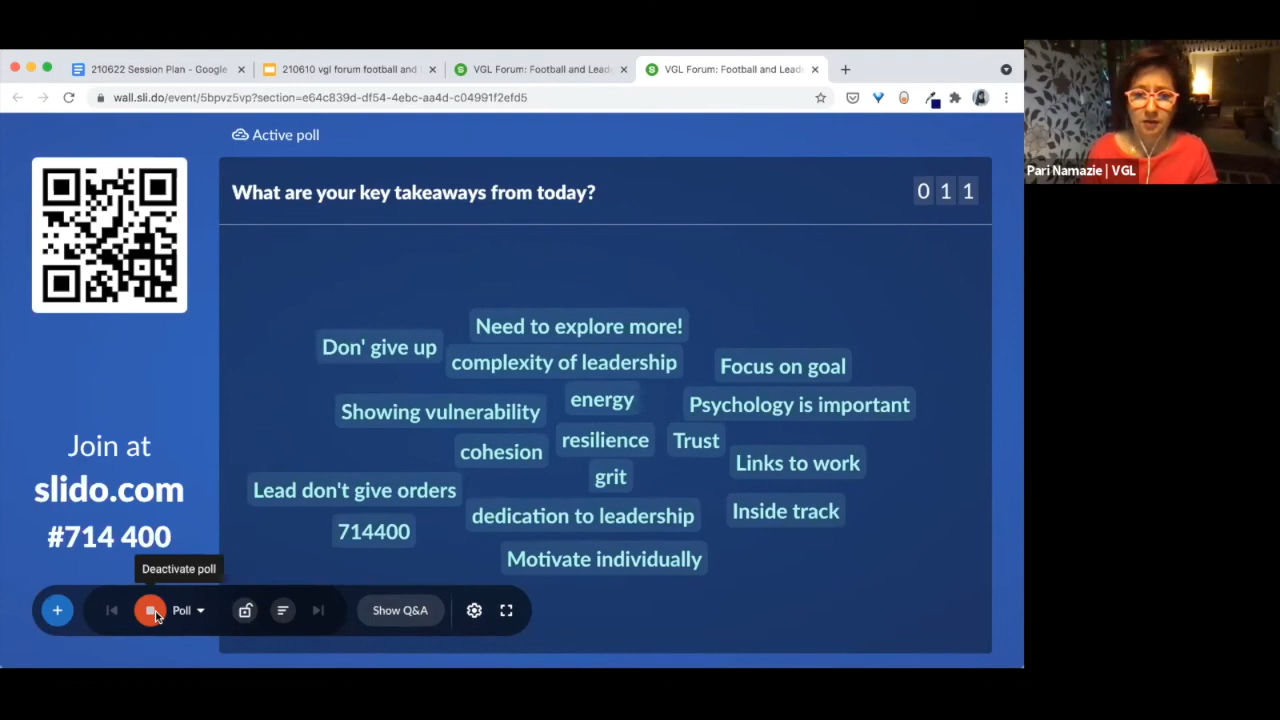 210622 Session Plan - Google
210610 vgl forum football and
VGL Forum: Football and Lead
VGL Forum: Football and Lead
wall.sli.do/event/5bpvz5vp?section=e64c839d-df54-4ebc-aa4d-c04991f2efd5
Pari Namazie | VGL
Active poll
What are your key takeaways from today?
011
Need to explore more!
Don' give up
complexity of leadership
Focus on goal
energy
Psychology is important
Showing vulnerability
resilience
Trust
cohesion
Links to work
grit
Lead don't give orders
Inside track
dedication to leadership
714400
Motivate individually
Join at
slido.com
#714 400
Deactivate poll
Poll
Show Q&A